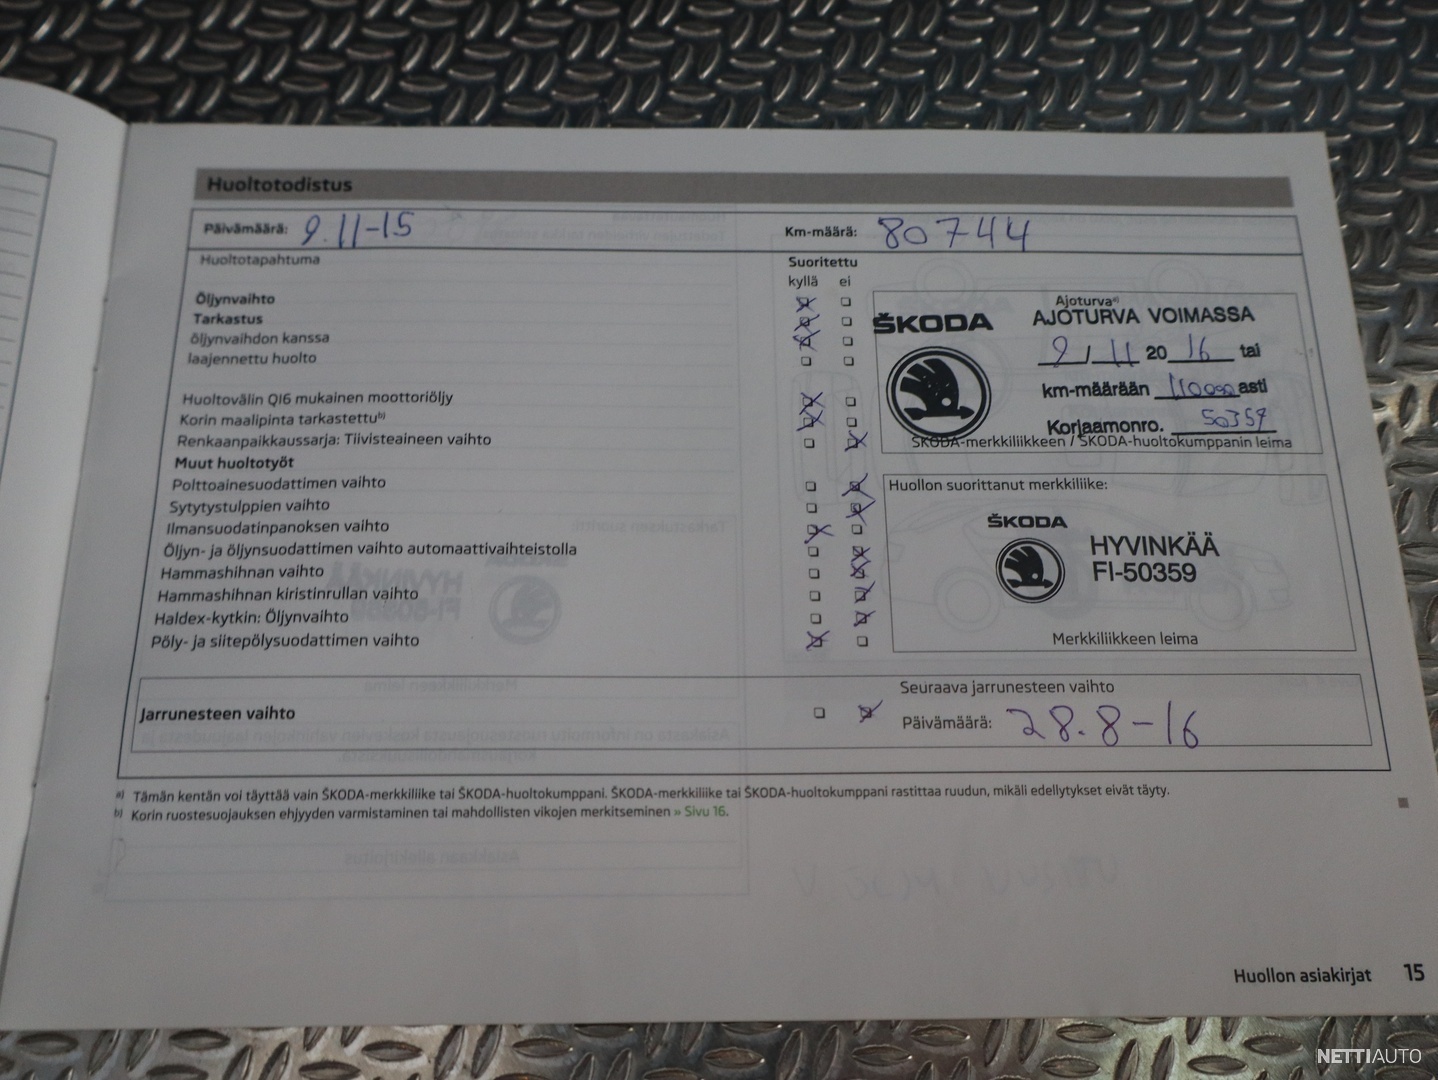 Huoltotodistus
Päivämäärä: 9.11-15
Km-määrä: 80744
Huoltotapahtuma
Suoritettu
kyllä ei
Öljynvaihto
Tarkastus
öljynvaihdon kanssa
laajennettu huolto
Huoltovälin QI6 mukainen moottoriöljy
Korin maalipinta tarkastettu b)
Renkaanpaikkaussarja: Tiivisteaineen vaihto
Muut huoltotyöt
Polttoainesuodattimen vaihto
Sytytystulppien vaihto
Ilmansuodatinpanoksen vaihto
Öljyn- ja öljynsuodattimen vaihto automaattivaihteistolla
Hammashihnan vaihto
Hammashihnan kiristinrullan vaihto
Haldex-kytkin: Öljynvaihto
Pöly- ja siitepölysuodattimen vaihto
Ajoturva a)
ŠKODA
AJOTURVA VOIMASSA
9 / 11 20 16 tai
km-määrään 110000 asti
Korjaamonro. 50359
ŠKODA-merkkiliikkeen / ŠKODA-huoltokumppanin leima
Huollon suorittanut merkkiliike:
ŠKODA
HYVINKÄÄ
FI-50359
Merkkiliikkeen leima
Jarrunesteen vaihto
Seuraava jarrunesteen vaihto
Päivämäärä: 28.8-16
a) Tämän kentän voi täyttää vain ŠKODA-merkkiliike tai ŠKODA-huoltokumppani. ŠKODA-merkkiliike tai ŠKODA-huoltokumppani rastittaa ruudun, mikäli edellytykset eivät täyty.
b) Korin ruostesuojauksen ehjyyden varmistaminen tai mahdollisten vikojen merkitseminen » Sivu 16.
Huollon asiakirjat 15
NETTIAUTO